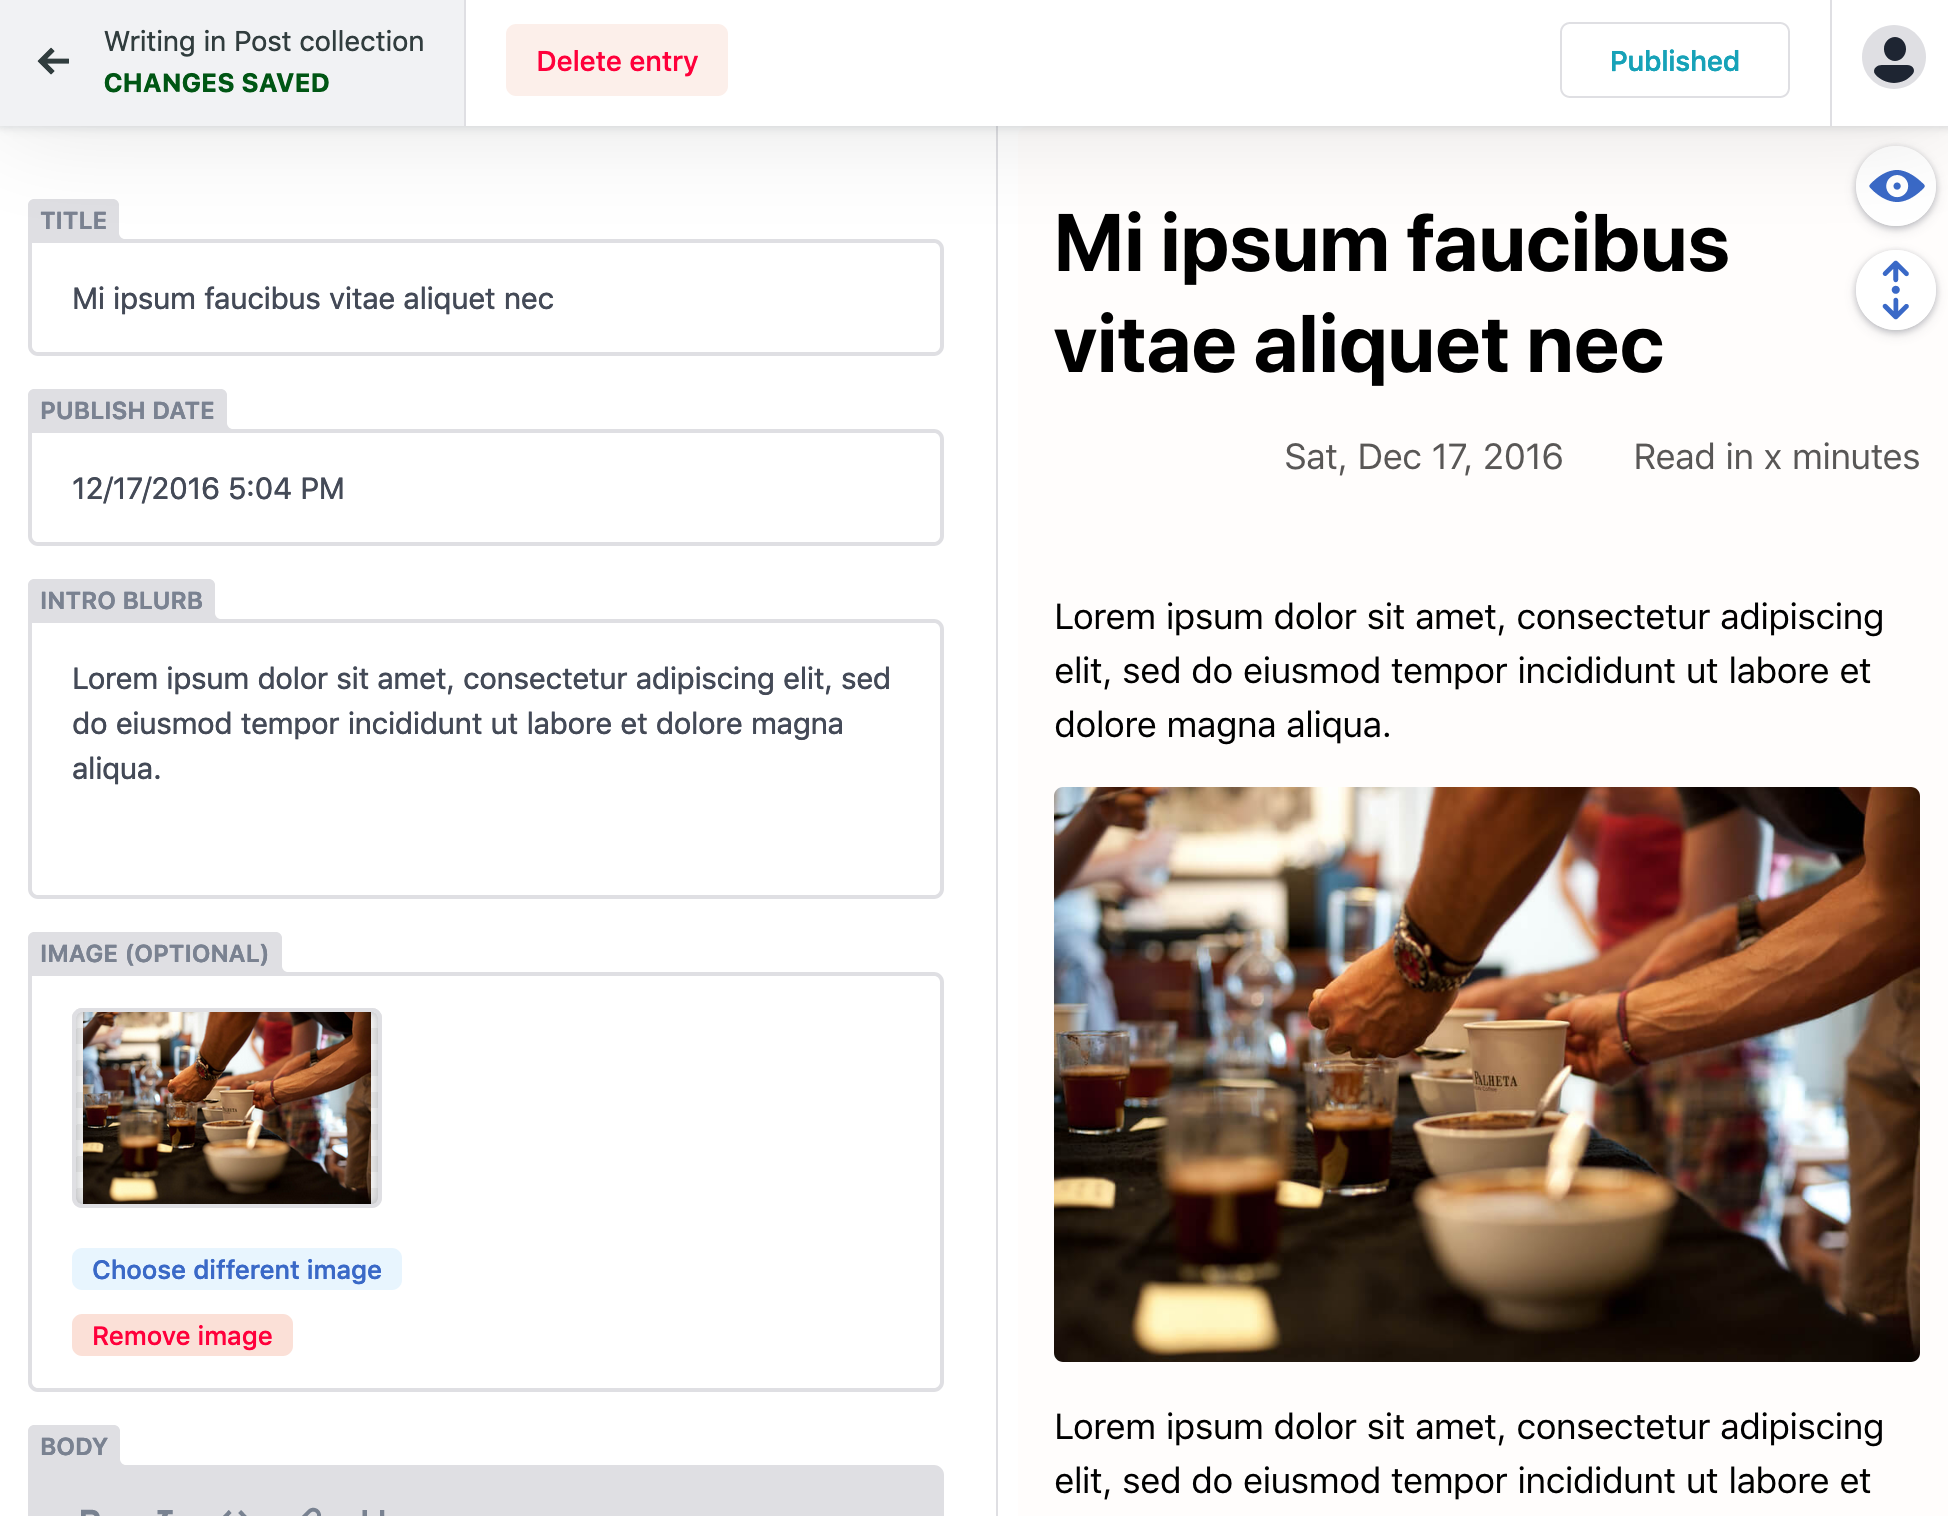 Writing in Post collection
CHANGES SAVED
Delete entry
Published
TITLE
Mi ipsum faucibus vitae aliquet nec
PUBLISH DATE
12/17/2016 5:04 PM
INTRO BLURB
Lorem ipsum dolor sit amet, consectetur adipiscing elit, sed
do eiusmod tempor incididunt ut labore et dolore magna
aliqua.
IMAGE (OPTIONAL)
Choose different image
Remove image
BODY
Mi ipsum faucibus
vitae aliquet nec
Sat, Dec 17, 2016 Read in x minutes
Lorem ipsum dolor sit amet, consectetur adipiscing
elit, sed do eiusmod tempor incididunt ut labore et
dolore magna aliqua.
PALHETA
Lorem ipsum dolor sit amet, consectetur adipiscing
elit, sed do eiusmod tempor incididunt ut labore et